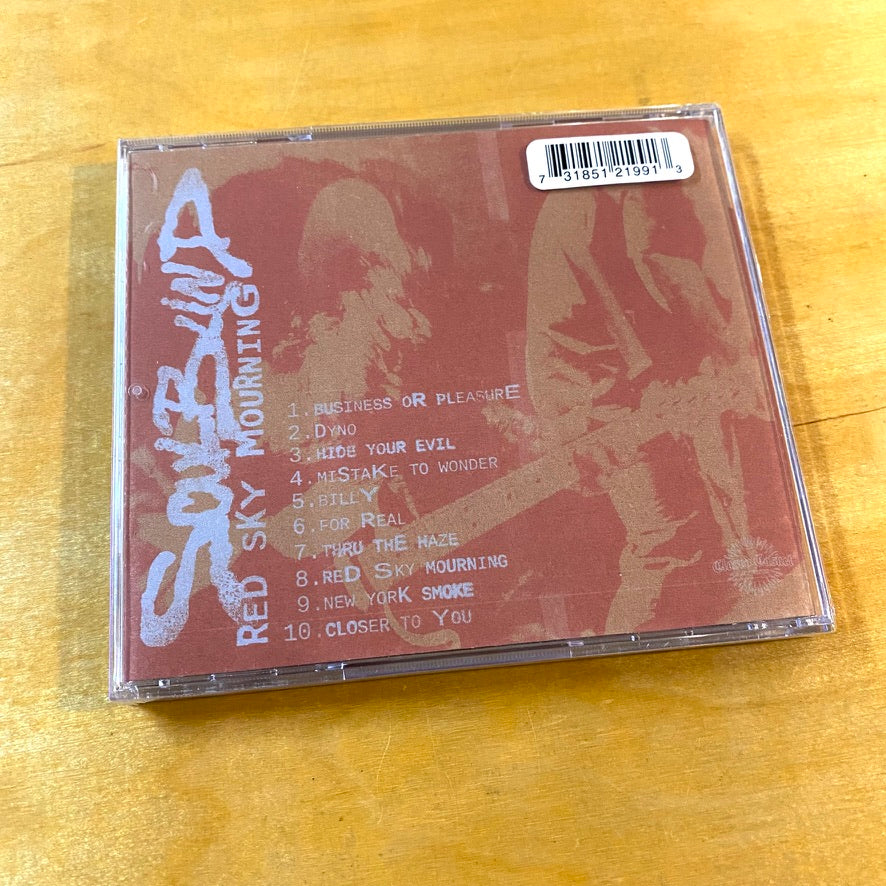 7 31851 21991 3
SOUL BLIND
RED SKY MOURNING
1.BUSINESS oR PLEASurE
2.DYNO
3.HIDE YOUR EVIL
4.MISTaKE TO WONDER
5.BILLY
6.FOR REAL
7.THRU THE HAZE
8.RED SKY MOURNING
9.NEW YORK SMOKE
10.CLOSER TO YOU